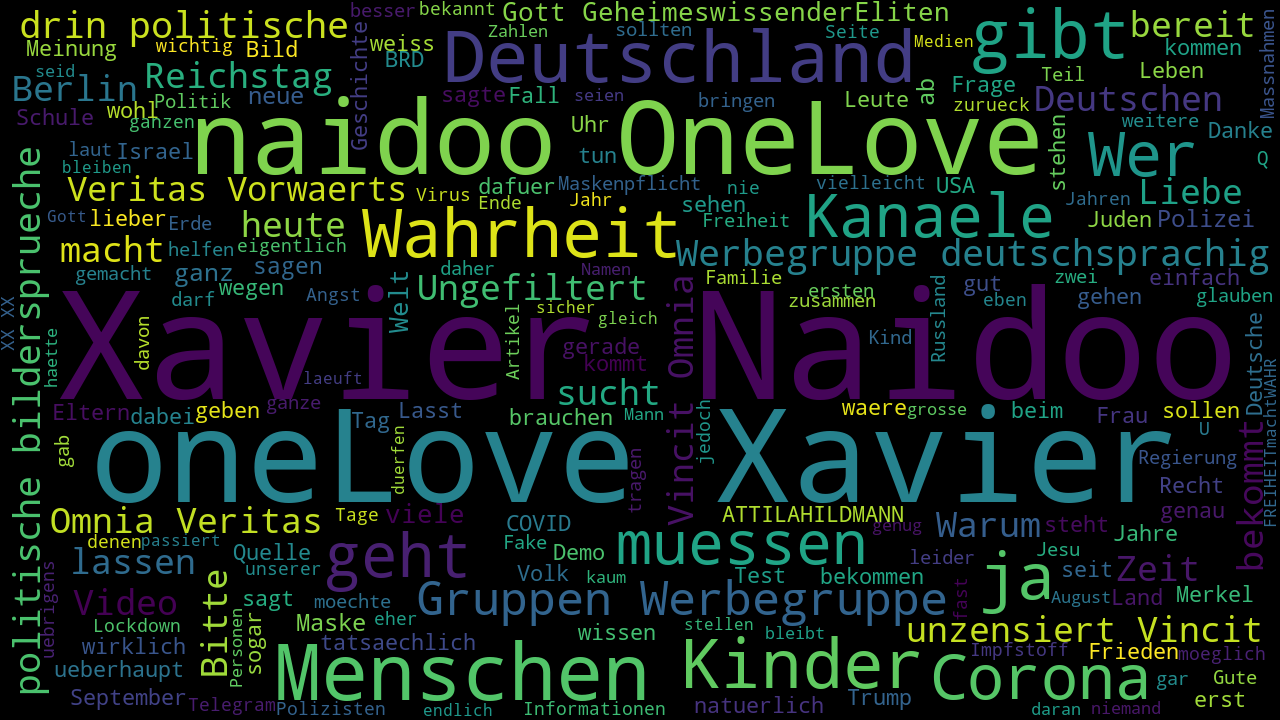 drin politische
besser
bekannt
Gott GeheimeswissenderEliten
gibt
bereit
Meinung
wichtig
Bild
Geschichte
weiss
Zahlen
Deutschland
sollten
Seite
Medien
kommen
Massnahmen
seid
Reichstag
BRD
Frage
Teil
Leben
Berlin
Politik
neue
sagte
Fall
seien
bringen
Leute
ab
zurueck
Deutschen
Schule
wohl
ganzen
naidoo OneLove
Uhr
stehen
weitere
Danke
Wer
laut
Israel
tun
Q
bleiben
politische bildersprueche
Veritas Vorwaerts
Virus
dafuer
Maskenpflicht
nie
vielleicht
USA
Jahren
Liebe
Ende
Jahr
sehen
Gott
lieber
Erde
heute
Wahrheit
Freiheit
Kanaele
Juden
Polizei
macht
helfen
eigentlich
Werbegruppe deutschsprachig
gemacht
ganz
sagen
daher
Namen
Familie
zwei
einfach
wegen
Welt
Ungefiltert
ersten
gut
gehen
glauben
XX XX
darf
Angst
sicher
zusammen
Russland
eben
Xavier Naidoo
haette
davon
Artikel
gleich
Vincit Omnia
Kind
Deutsche
FREIHEITmachtWAHR
gerade
kommt
laeuft
sucht
Eltern
dabei
geben
ganze
Tag
Lasst
brauchen
Mann
waere
grosse
beim
Frau
sollen
U
oneLove Xavier
gab
duerfen
tragen
jedoch
Regierung
bekommt
Recht
Omnia Veritas
Tage
viele
COVID
ATTILAHILDMANN
genug
Warum
steht
genau
denen
passiert
Fake
Demo
muessen
Jahre
lassen
Quelle
geht
leider
Jesu
unserer
Volk
kaum
Test
bekommen
ja
seit
Zeit
uebrigens
Video
Bitte
sagt
moechte
Gruppen Werbegruppe
fast
August
Land
Merkel
Lockdown
Personen
sogar
Maske
eher
stellen
wirklich
tatsaechlich
wissen
bleibt
unzensiert Vincit
ueberhaupt
Menschen
Kinder
Impfstoff
Frieden
moeglich
Corona
gar
Gute
September
Telegram
Polizisten
endlich
Informationen
natuerlich
Trump
daran
niemand
erst